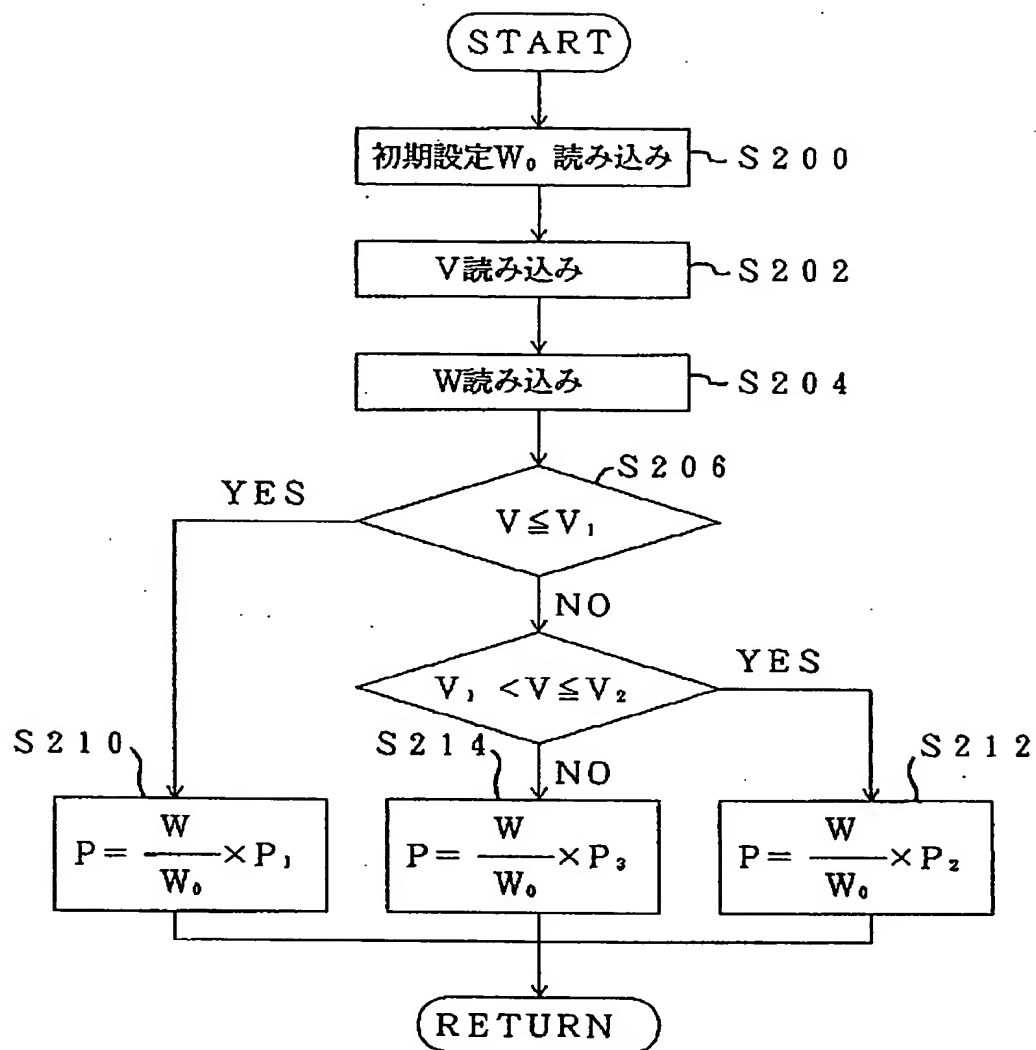 START
初期設定W₀ 読み込み
S200
V読み込み
S202
W読み込み
S204
S206
YES
V≦V₁
NO
YES
V₁ <V≦V₂
S210
S214
NO
S212
P= W/W₀ ×P₁
P= W/W₀ ×P₃
P= W/W₀ ×P₂
RETURN